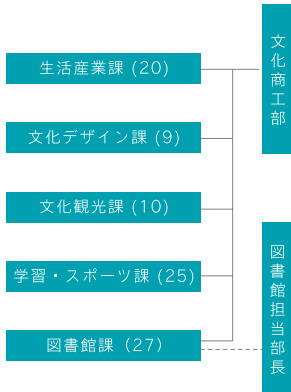 文化商工部
生活産業課 (20)
文化デザイン課 (9)
文化観光課 (10)
学習・スポーツ課 (25)
図書館担当部長
図書館課（27）